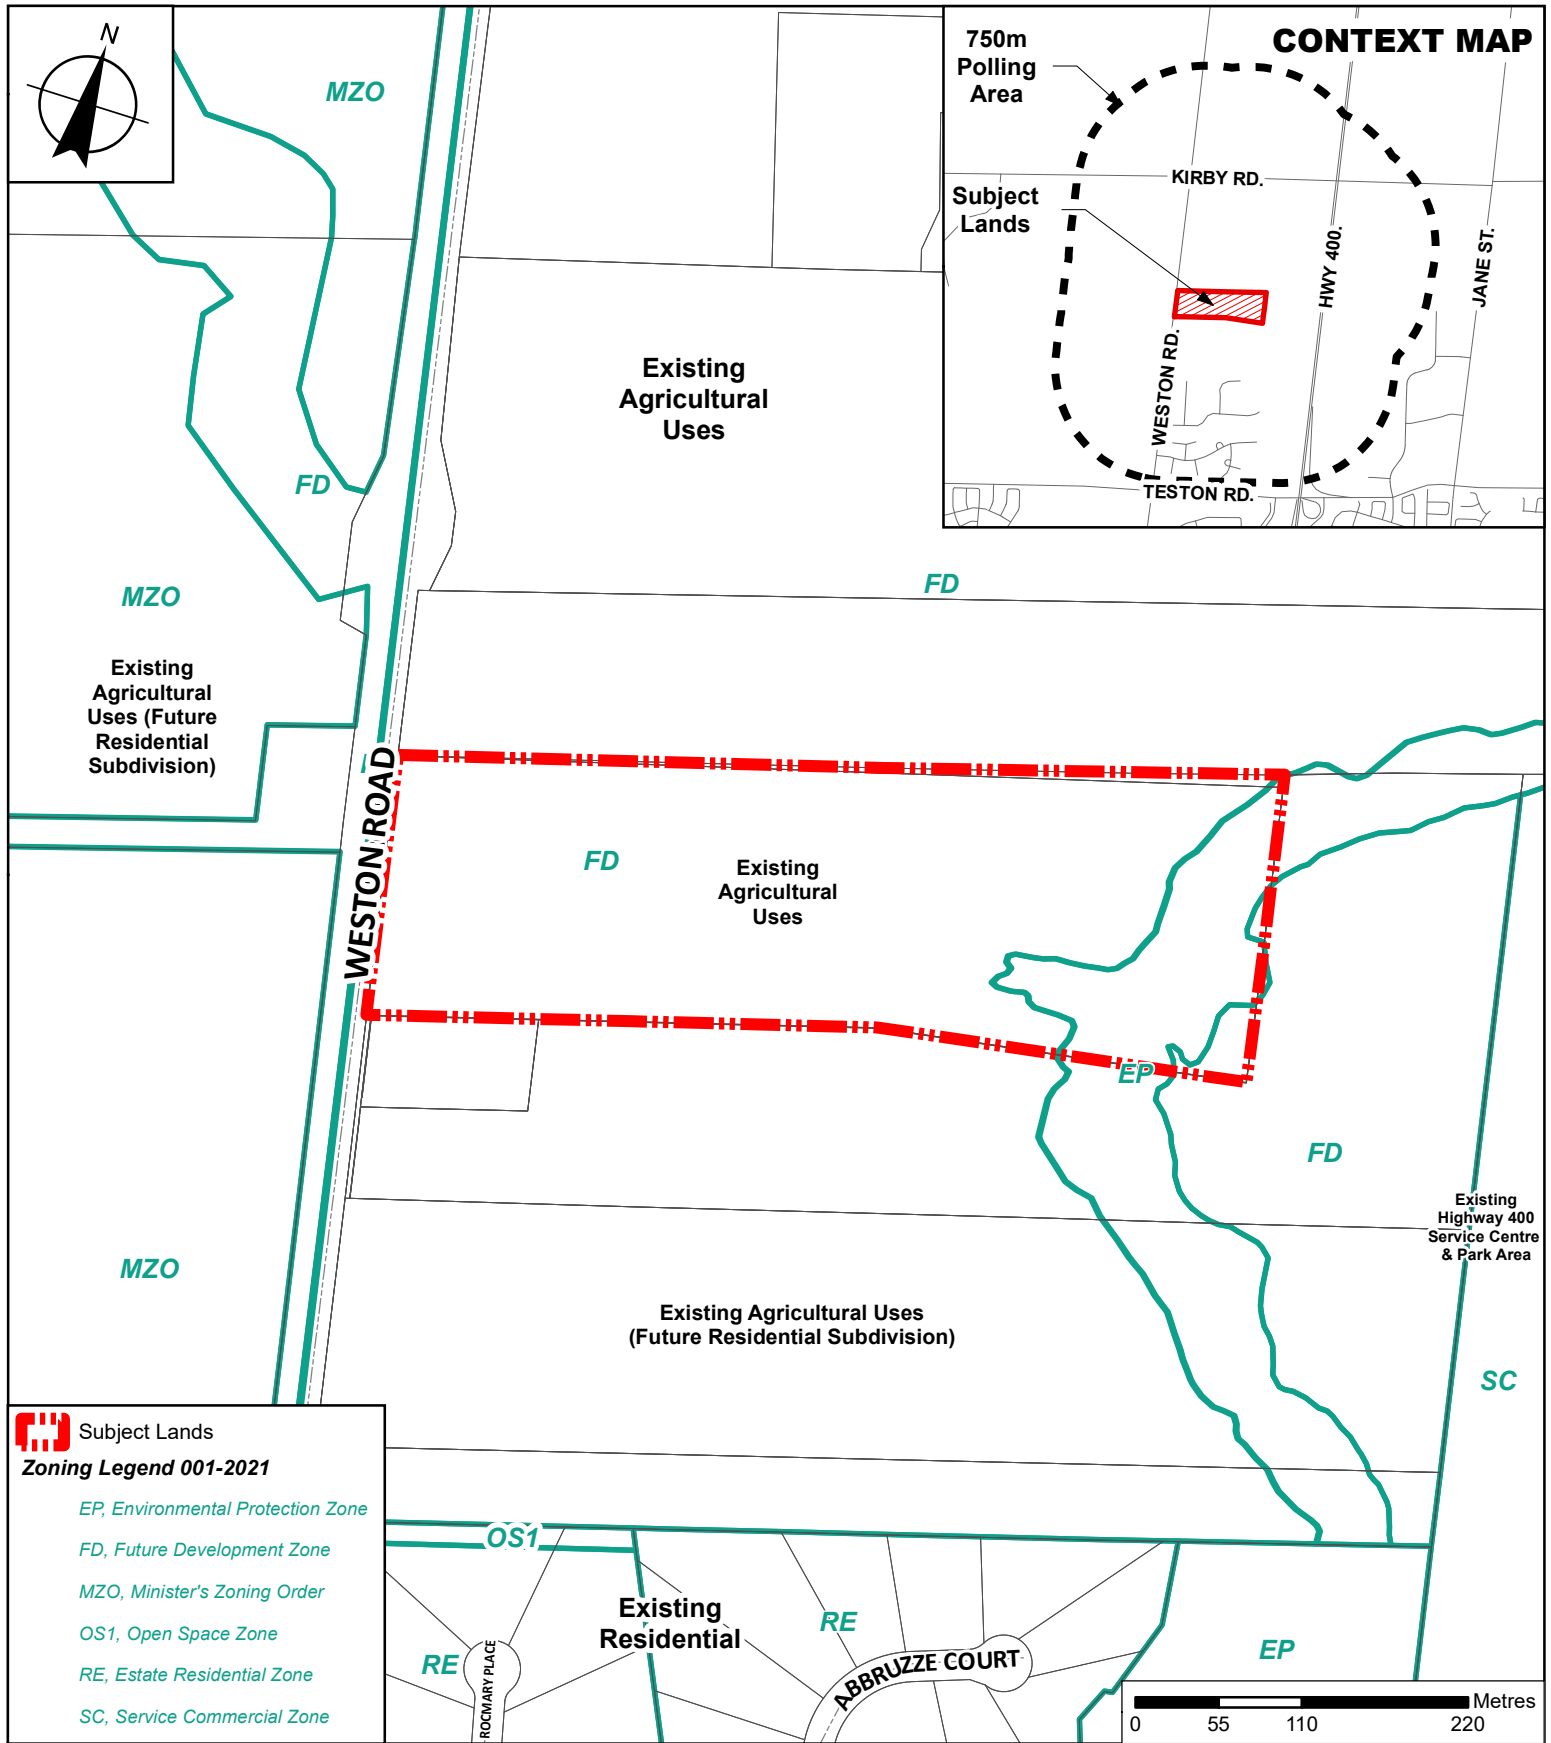 N
CONTEXT MAP
750m
Polling
Area
KIRBY RD.
Subject
Lands
HWY 400.
JANE ST.
WESTON RD.
TESTON RD.
MZO
Existing
Agricultural
Uses
FD
FD
MZO
Existing
Agricultural
Uses (Future
Residential
Subdivision)
WESTON ROAD
FD
Existing
Agricultural
Uses
EP
FD
Existing
Highway 400
Service Centre
& Park Area
MZO
Existing Agricultural Uses
(Future Residential Subdivision)
SC
Subject Lands
Zoning Legend 001-2021
EP, Environmental Protection Zone
FD, Future Development Zone
MZO, Minister's Zoning Order
OS1, Open Space Zone
RE, Estate Residential Zone
SC, Service Commercial Zone
OS1
Existing
Residential
RE
RE
ROCMARY PLACE
ABBRUZZE COURT
EP
Metres
0 55 110 220